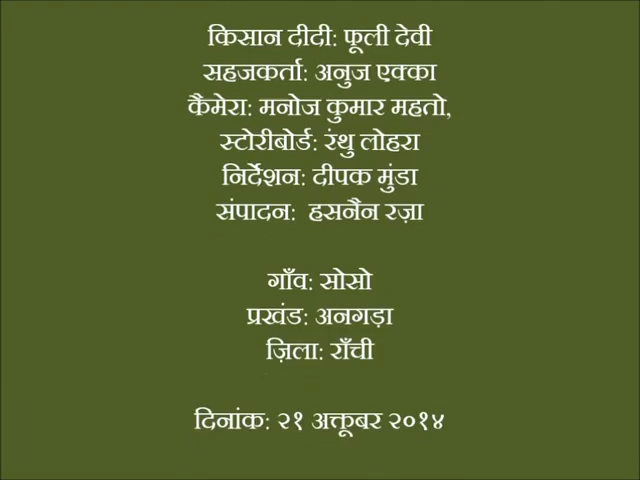 किसान दीदी: फूली देवी
सहजकर्ता: अनुज एक्का
कैमेरा: मनोज कुमार महतो,
स्टोरीबोर्ड: रंथु लोहरा
निर्देशन: दीपक मुंडा
संपादन: हसनैन रज़ा
गाँव: सोसो
प्रखंड: अनगड़ा
ज़िला: राँची
दिनांक: २१ अक्तूबर २०१४